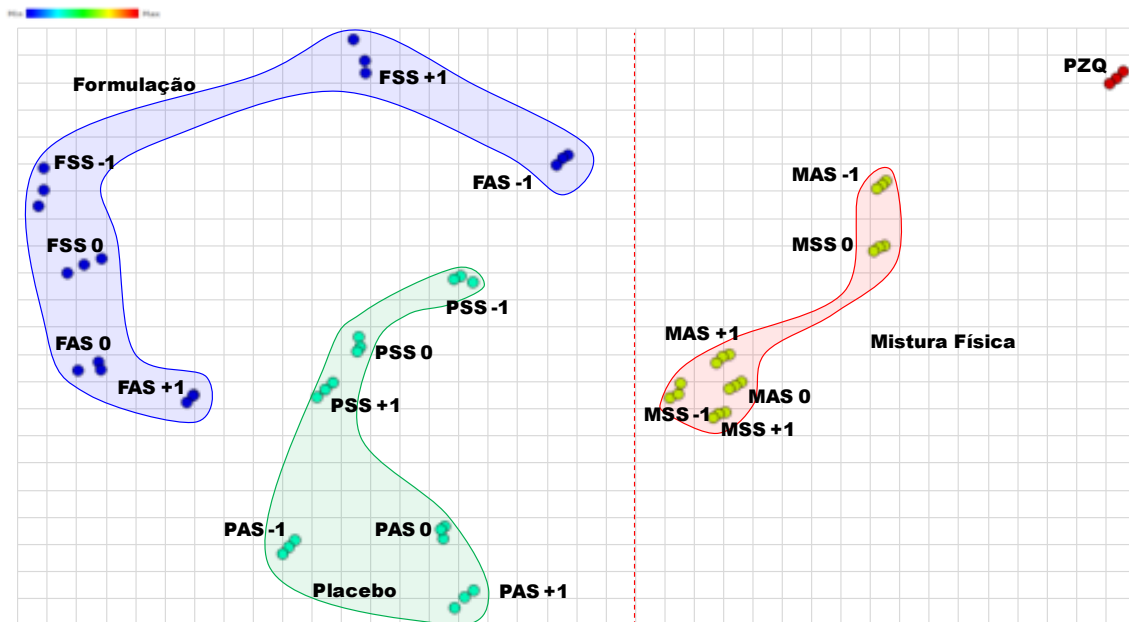 Min Max
PZQ
FSS +1
Formulação
FSS -1
FAS -1
MAS -1
FSS 0
MSS 0
PSS -1
MAS +1
Mistura Física
FAS 0
PSS 0
FAS +1
PSS +1
MAS 0
MSS -1
MSS +1
PAS -1
PAS 0
Placebo
PAS +1